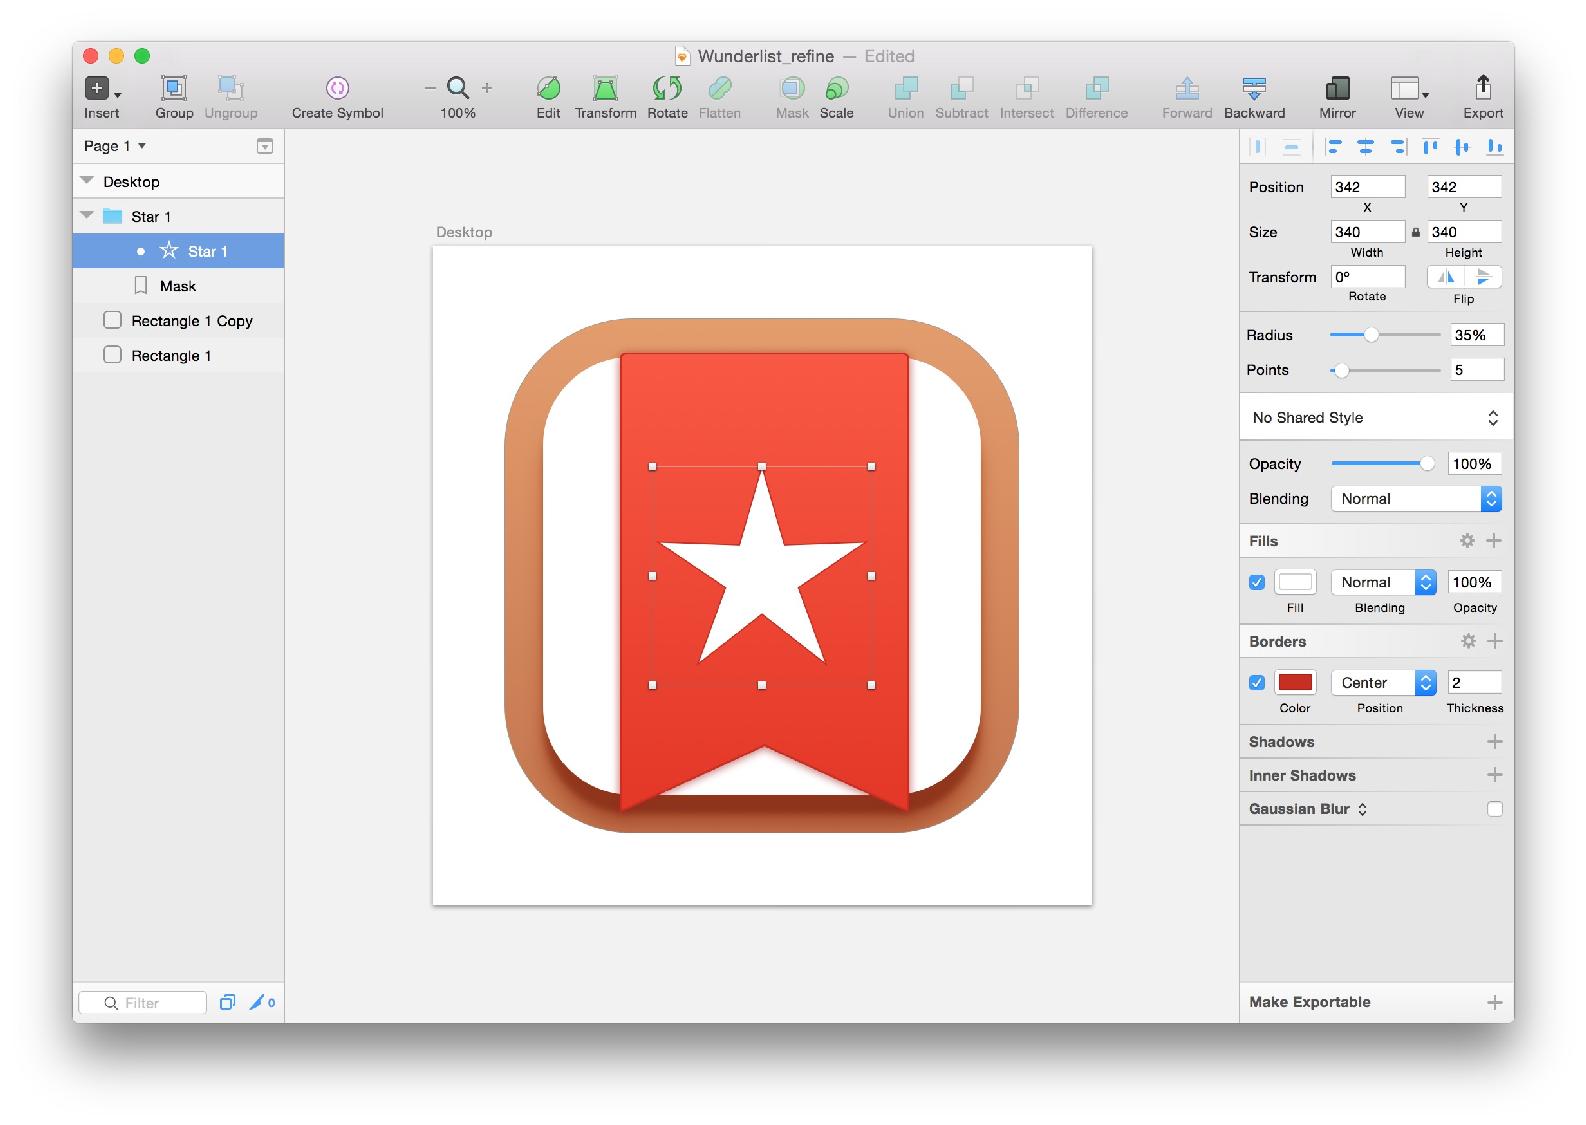 Wunderlist_refine — Edited
Insert Group Ungroup Create Symbol 100% Edit Transform Rotate Flatten Mask Scale Union Subtract Intersect Difference Forward Backward Mirror View Export
Page 1
Desktop
Star 1
Star 1
Mask
Rectangle 1 Copy
Rectangle 1
Filter 0
Desktop
Position 342 342
X Y
Size 340 340
Width Height
Transform 0°
Rotate Flip
Radius 35%
Points 5
No Shared Style
Opacity 100%
Blending Normal
Fills
Normal 100%
Fill Blending Opacity
Borders
Center 2
Color Position Thickness
Shadows
Inner Shadows
Gaussian Blur
Make Exportable